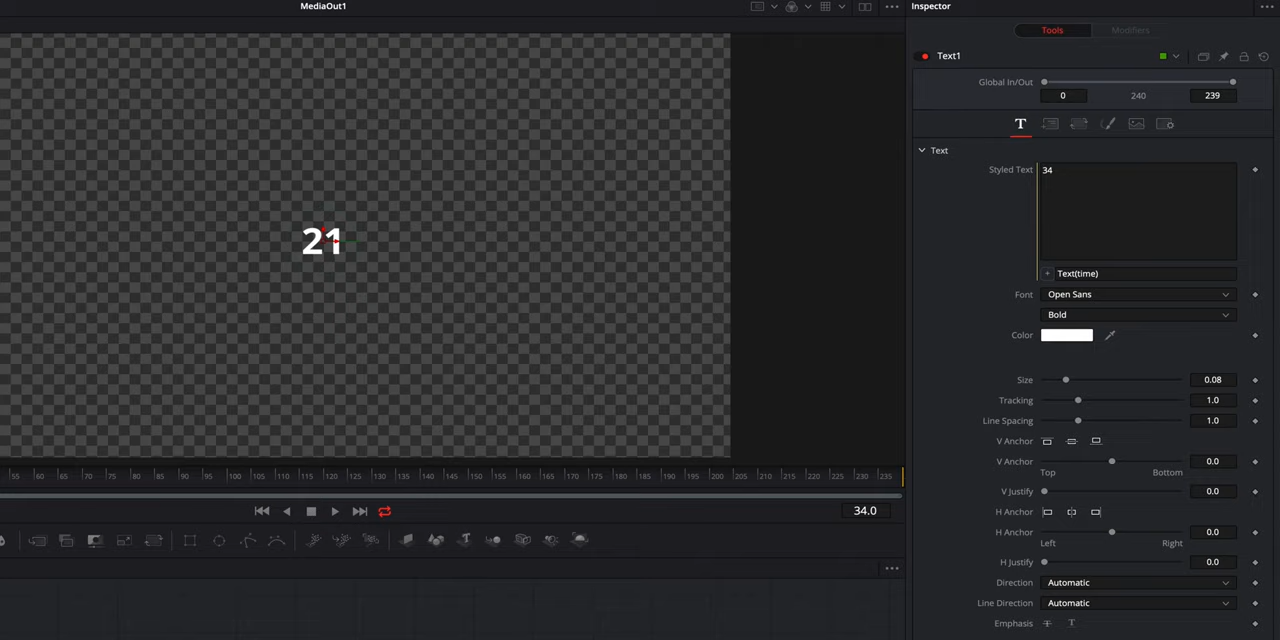 MediaOut1
Inspector
Tools
Modifiers
Text1
Global In/Out
0
240
239
T
Text
Styled Text
34
Text(time)
Font
Open Sans
Bold
Color
Size
0.08
Tracking
1.0
Line Spacing
1.0
V Anchor
V Anchor
0.0
Top
Bottom
V Justify
0.0
H Anchor
H Anchor
0.0
Left
Right
H Justify
0.0
Direction
Automatic
Line Direction
Automatic
Emphasis
T
T
21
55 60 65 70 75 80 85 90 95 100 105 110 115 120 125 130 135 140 145 150 155 160 165 170 175 180 185 190 195 200 205 210 215 220 225 230 235
34.0